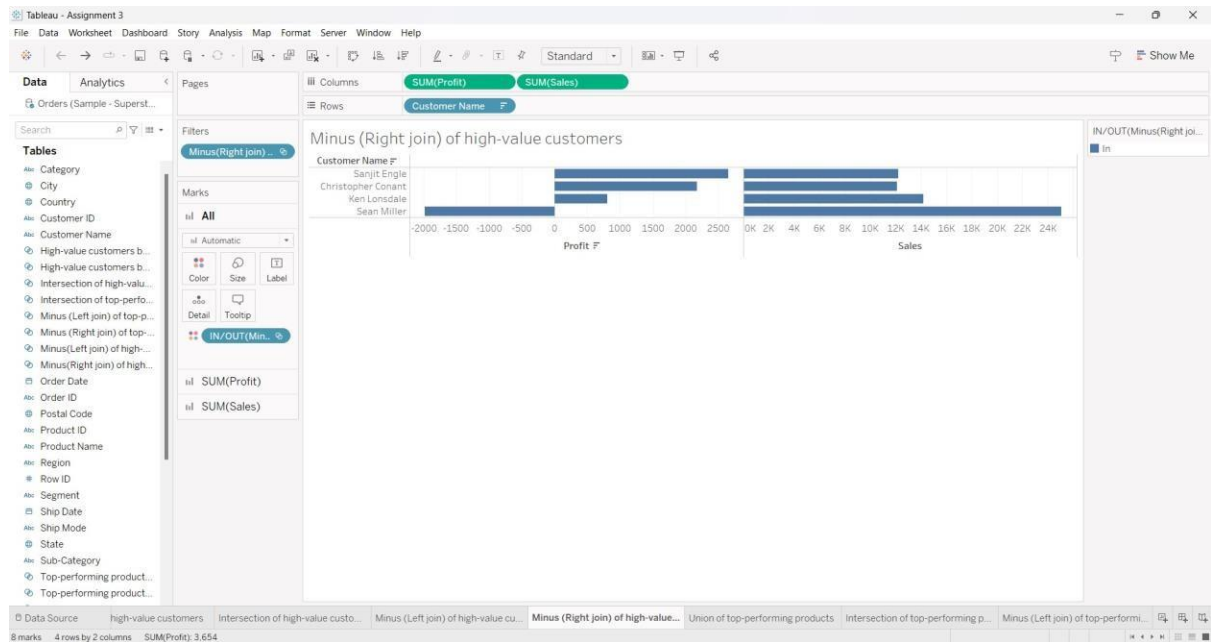 Tableau - Assignment 3
File Data Worksheet Dashboard Story Analysis Map Format Server Window Help
Standard
Show Me
Data Analytics
Orders (Sample - Superst...
Search
Tables
Abc Category
City
Country
Abc Customer ID
Abc Customer Name
High-value customers b...
High-value customers b...
Intersection of high-valu...
Intersection of top-perfo...
Minus (Left join) of top-p...
Minus (Right join) of top-...
Minus(Left join) of high-...
Minus(Right join) of high...
Order Date
Abc Order ID
Postal Code
Abc Product ID
Abc Product Name
Abc Region
# Row ID
Abc Segment
Ship Date
Abc Ship Mode
State
Abc Sub-Category
Top-performing product...
Top-performing product...
Pages
Filters
Minus(Right join) ..
Marks
All
Automatic
Color Size Label
Detail Tooltip
IN/OUT(Min..
SUM(Profit)
SUM(Sales)
Columns SUM(Profit) SUM(Sales)
Rows Customer Name
Minus (Right join) of high-value customers
Customer Name
Sanjit Engle
Christopher Conant
Ken Lonsdale
Sean Miller
-2000 -1500 -1000 -500 0 500 1000 1500 2000 2500 0K 2K 4K 6K 8K 10K 12K 14K 16K 18K 20K 22K 24K
Profit Sales
IN/OUT(Minus(Right joi...
In
Data Source high-value customers Intersection of high-value custo... Minus (Left join) of high-value cu... Minus (Right join) of high-value... Union of top-performing products Intersection of top-performing p... Minus (Left join) of top-performi...
8 marks 4 rows by 2 columns SUM(Profit): 3,654